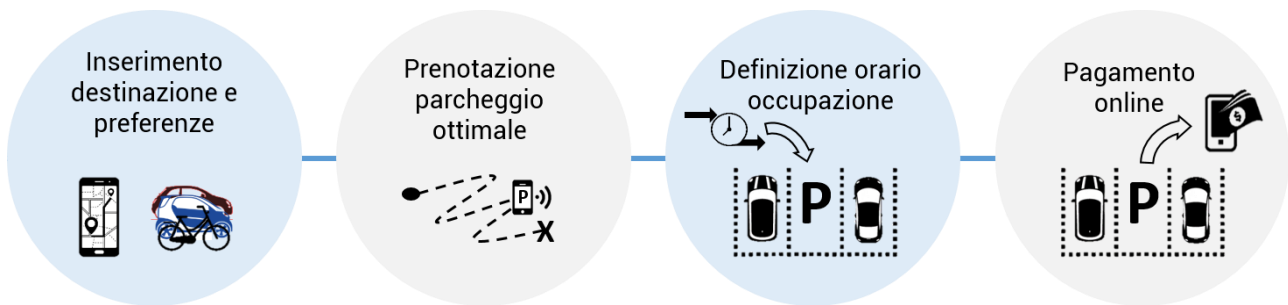 Inserimento
destinazione e
preferenze
Prenotazione
parcheggio
ottimale
P
X
Definizione orario
occupazione
P
Pagamento
online
$
P